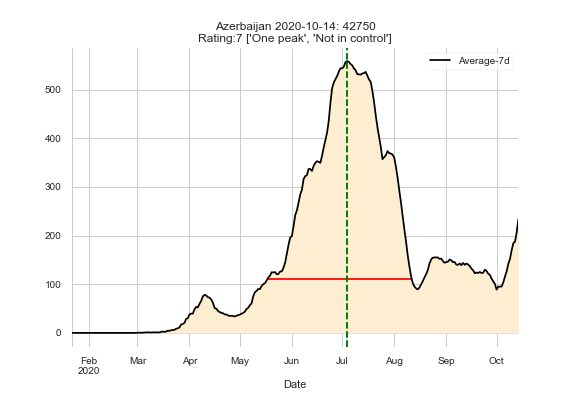 Azerbaijan 2020-10-14: 42750
Rating:7 ['One peak', 'Not in control']
Average-7d
500
400
300
200
100
0
Feb Mar Apr May Jun Jul Aug Sep Oct
2020
Date